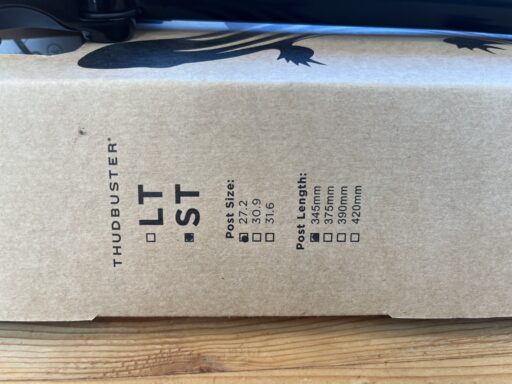 THUDBUSTER®
☐ LT
☒ ST
Post Size:
☒ 27.2
☐ 30.9
☐ 31.6
Post Length:
☒ 345mm
☐ 375mm
☐ 390mm
☐ 420mm